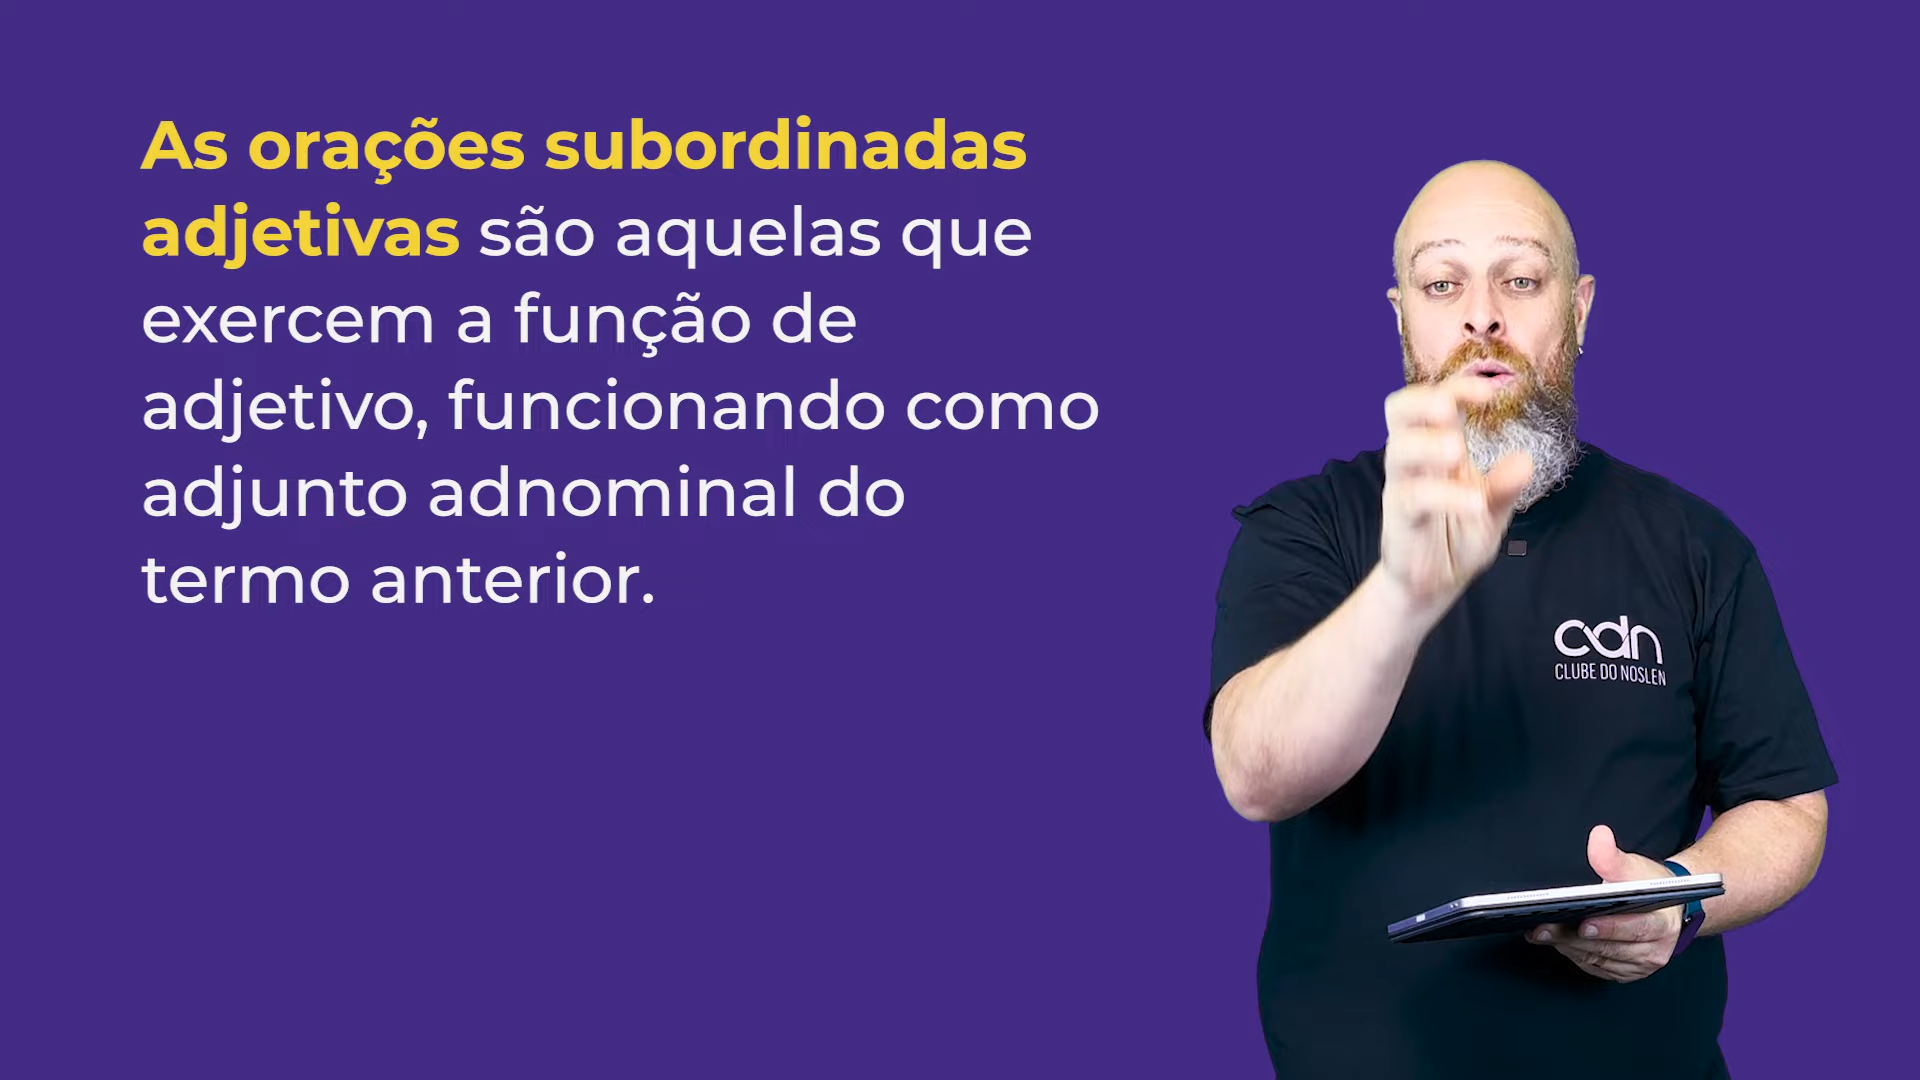 As orações subordinadas
adjetivas são aquelas que
exercem a função de
adjetivo, funcionando como
adjunto adnominal do
termo anterior.
cdn
CLUBE DO NOSLEN